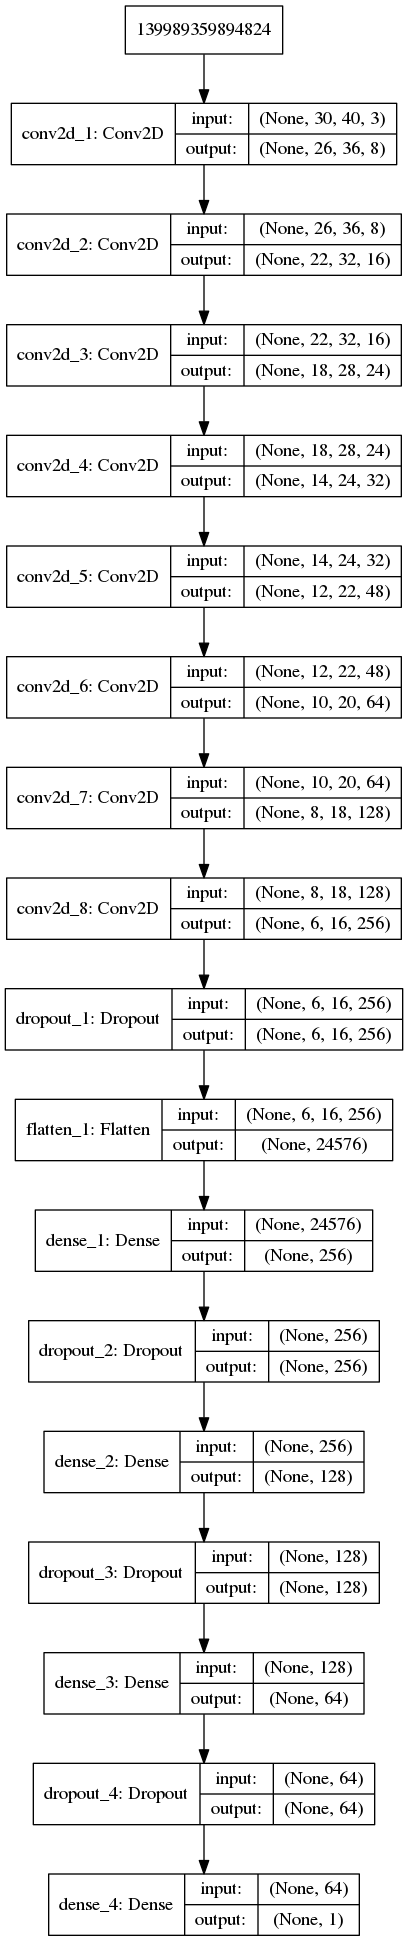 139989359894824
conv2d_1: Conv2D
input: (None, 30, 40, 3)
output: (None, 26, 36, 8)
conv2d_2: Conv2D
input: (None, 26, 36, 8)
output: (None, 22, 32, 16)
conv2d_3: Conv2D
input: (None, 22, 32, 16)
output: (None, 18, 28, 24)
conv2d_4: Conv2D
input: (None, 18, 28, 24)
output: (None, 14, 24, 32)
conv2d_5: Conv2D
input: (None, 14, 24, 32)
output: (None, 12, 22, 48)
conv2d_6: Conv2D
input: (None, 12, 22, 48)
output: (None, 10, 20, 64)
conv2d_7: Conv2D
input: (None, 10, 20, 64)
output: (None, 8, 18, 128)
conv2d_8: Conv2D
input: (None, 8, 18, 128)
output: (None, 6, 16, 256)
dropout_1: Dropout
input: (None, 6, 16, 256)
output: (None, 6, 16, 256)
flatten_1: Flatten
input: (None, 6, 16, 256)
output: (None, 24576)
dense_1: Dense
input: (None, 24576)
output: (None, 256)
dropout_2: Dropout
input: (None, 256)
output: (None, 256)
dense_2: Dense
input: (None, 256)
output: (None, 128)
dropout_3: Dropout
input: (None, 128)
output: (None, 128)
dense_3: Dense
input: (None, 128)
output: (None, 64)
dropout_4: Dropout
input: (None, 64)
output: (None, 64)
dense_4: Dense
input: (None, 64)
output: (None, 1)